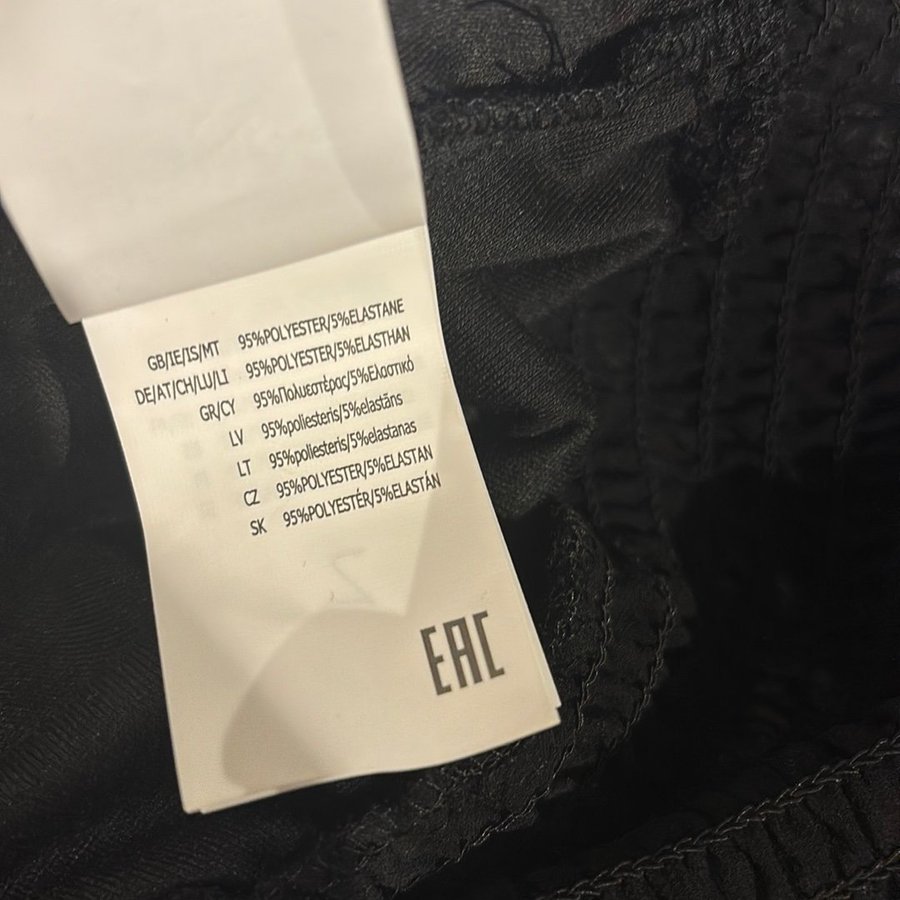 GB/IE/IS/MT 95%POLYESTER/5%ELASTANE
DE/AT/CH/LU/LI 95%POLYESTER/5%ELASTHAN
GR/CY 95%Πολυεστέρας/5%Ελαστικό
LV 95%poliesteris/5%elastāns
LT 95%poliesteris/5%elastanas
CZ 95%POLYESTER/5%ELASTAN
SK 95%POLYESTÉR/5%ELASTÁN
EAC